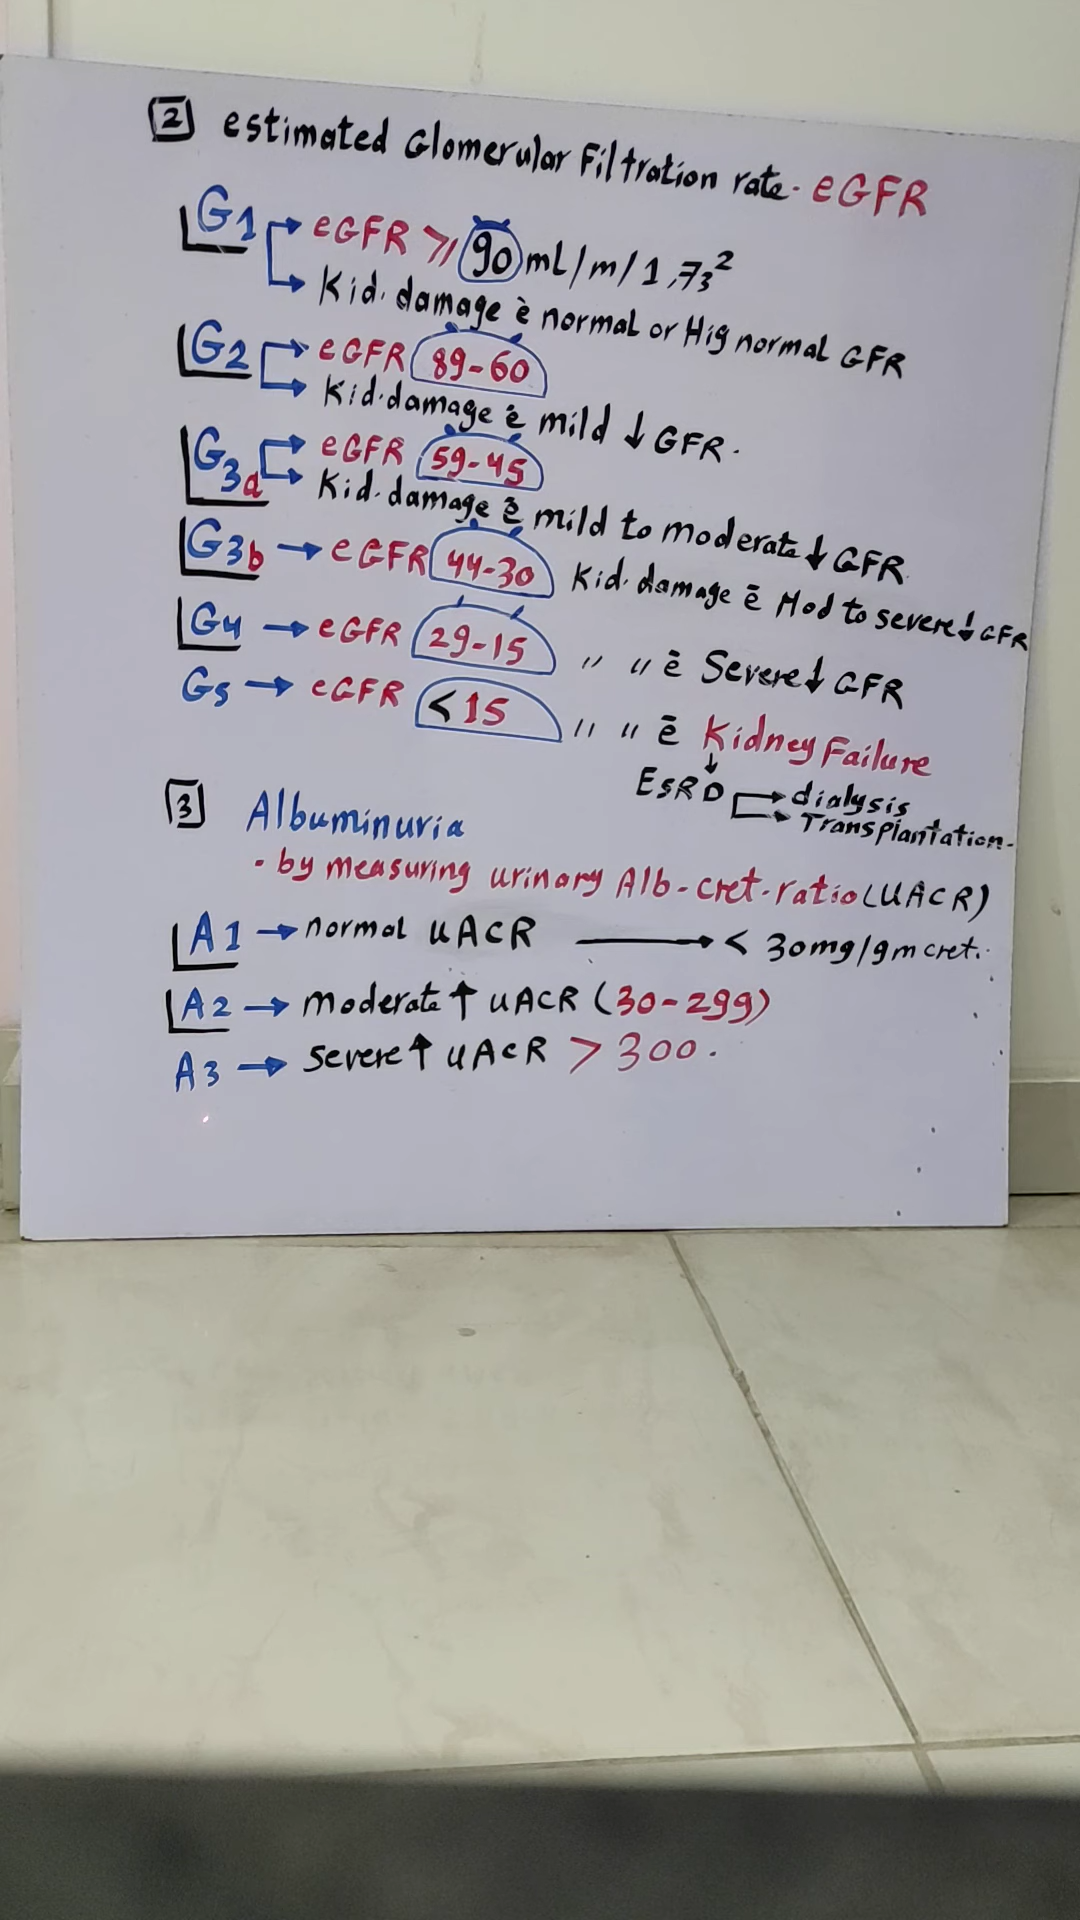 2 estimated Glomerular Filtration rate. eGFR
G1 → eGFR ≥ 90 mL/m/1,73²
→ Kid. damage ē normal or Hig normal GFR
G2 → eGFR 89-60
→ Kid. damage ē mild ↓ GFR.
G3a → eGFR 59-45
→ Kid. damage ē mild to moderate ↓ GFR.
G3b → eGFR 44-30 Kid. damage ē Mod to severe ↓ GFR
G4 → eGFR 29-15 " " ē Severe ↓ GFR
G5 → eGFR <15 " " ē Kidney Failure
↓
ESRD → dialysis
→ Transplantation.
3 Albuminuria
- by measuring urinary Alb-cret-ratio (UACR)
A1 → normal uACR → < 30mg/gm cret.
A2 → moderate ↑ uACR (30-299)
A3 → severe ↑ uACR > 300.